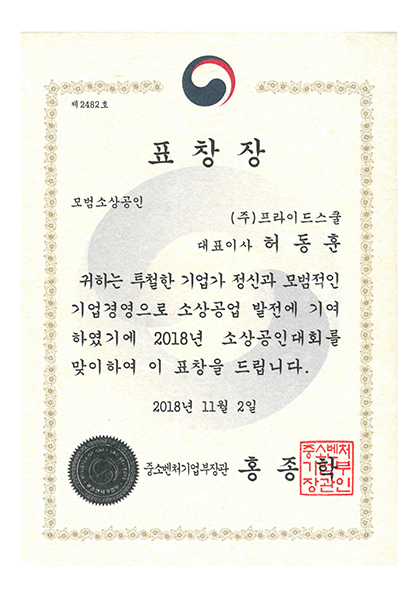 제2482호
표창장
모범소상공인
(주)프라이드스쿨
대표이사 허동훈
귀하는 투철한 기업가 정신과 모범적인
기업경영으로 소상공업 발전에 기여
하였기에 2018년 소상공인대회를
맞이하여 이 표창을 드립니다.
2018년 11월 2일
중소벤처기업부장관 홍종학
중소벤처
기업부
장관인